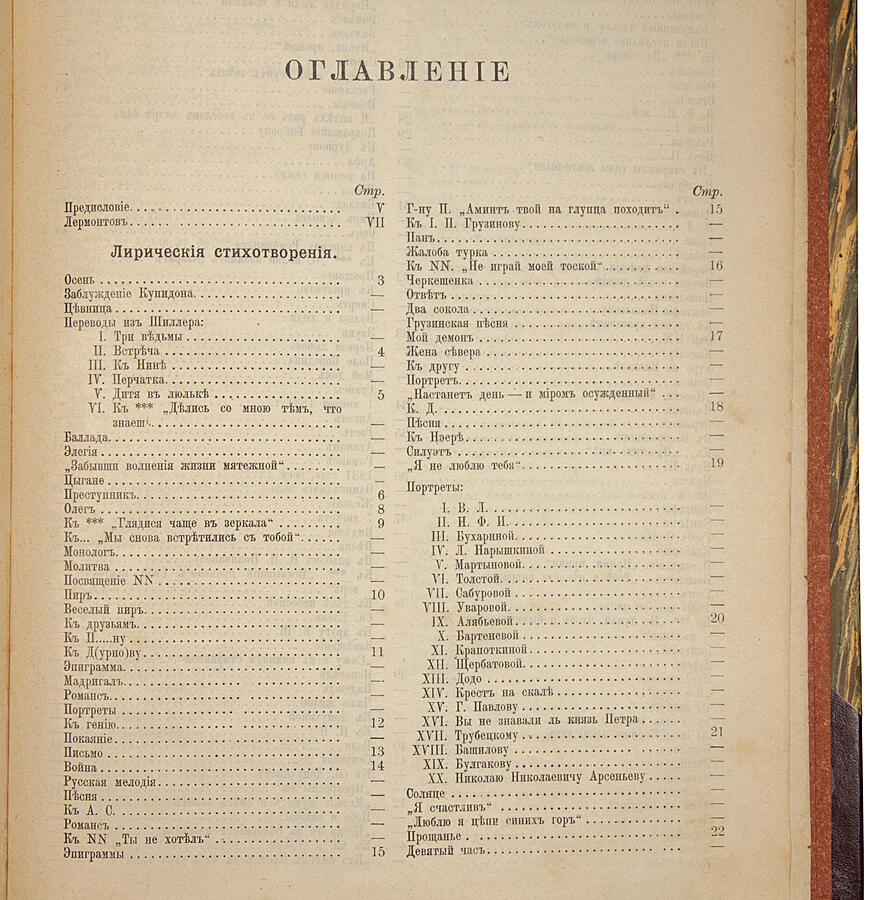 ОГЛАВЛЕНІЕ
Стр.
Предисловіе. V
Лермонтовъ. VII
Лирическія стихотворенія.
Осень 3
Заблужденіе Купидона. —
Цѣвница —
Переводы изъ Шиллера:
I. Три вѣдьмы —
II. Встрѣча 4
III. Къ Нинѣ —
IV. Перчатка. —
V. Дитя въ люлькѣ 5
VI. Къ *** „Дѣлись со мною тѣмъ, что
знаешь“. —
Баллада. —
Элегія —
„Забывши волненія жизни мятежной“ —
Цыгане —
Преступникъ. 6
Олегъ 8
Къ *** „Глядися чаще въ зеркала“ 9
Къ... „Мы снова встрѣтились съ тобой“ —
Монологъ. —
Молитва —
Посвященіе NN —
Пиръ. 10
Веселый пиръ. —
Къ друзьямъ. —
Къ П.....ну —
Къ Д(урно)ву. 11
Эпиграмма. —
Мадригалъ. —
Романсъ. —
Портреты —
Къ генію. 12
Покаяніе. —
Письмо 13
Война 14
Русская мелодія. —
Пѣсня —
Къ А. С. —
Романсъ —
Къ NN „Ты не хотѣлъ“ —
Эпиграммы 15
Стр.
Г-ну П. „Аминтъ твой на глупца походитъ“ 15
Къ І. П. Грузинову. —
Панъ. —
Жалоба турка —
Къ NN. „Не играй моей тоской“ 16
Черкешенка —
Отвѣтъ —
Два сокола —
Грузинская пѣсня —
Мой демонъ 17
Жена сѣвера —
Къ другу —
Портретъ. —
„Настанетъ день — и міромъ осужденный“ —
К. Д. 18
Пѣсня —
Къ Нэерѣ. —
Силуэтъ —
„Я не люблю тебя“ 19
Портреты:
I. В. Л. —
II. Н. Ф. И. —
III. Бухариной. —
IV. Л. Нарышкиной —
V. Мартыновой. —
VI. Толстой. —
VII. Сабуровой —
VIII. Уваровой. —
IX. Алябьевой 20
X. Бартеневой —
XI. Крапоткиной —
XII. Щербатовой. —
XIII. Додо —
XIV. Крестъ на скалѣ —
XV. Г. Павлову —
XVI. Вы не знавали ль князь Петра —
XVII. Трубецкому 21
XVIII. Башилову —
XIX. Булгакову —
XX. Николаю Николаевичу Арсеньеву —
Солнце —
„Я счастливъ“ —
„Люблю я цѣпи синихъ горъ“ —
Прощанье 22
Девятый часъ. —